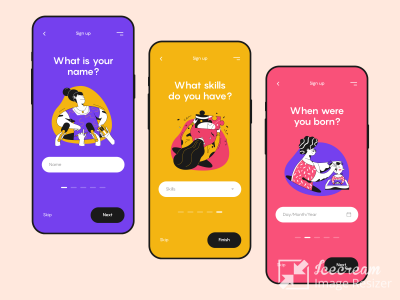 Sign up
What is your
name?
Name
Skip
Next
Sign up
What skills
do you have?
Skills
Skip
Finish
Sign up
When were
you born?
Day/Month/Year
Next
Icecream
Image Resizer